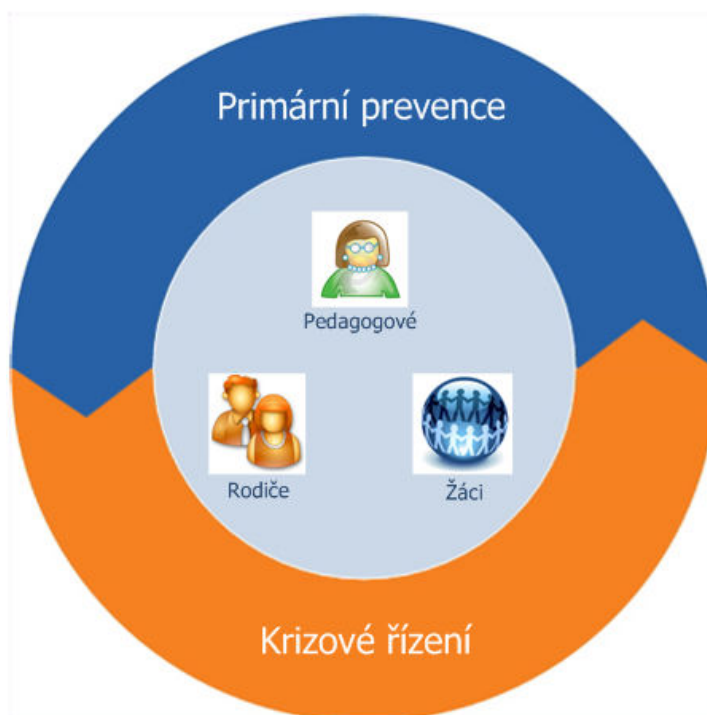 Primární prevence
Pedagogové
Rodiče
Žáci
Krizové řízení